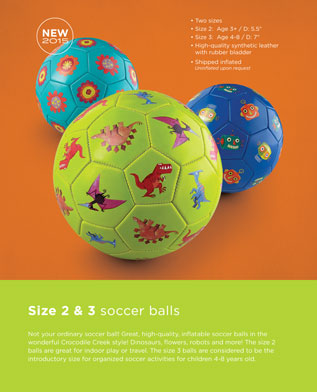 NEW
2015
• Two sizes
• Size 2: Age 3+ / D: 5.5"
• Size 3: Age 4-8 / D: 7"
• High-quality synthetic leather
with rubber bladder
• Shipped inflated
Uninflated upon request
Size 2 & 3 soccer balls
Not your ordinary soccer ball! Great, high-quality, inflatable soccer balls in the
wonderful Crocodile Creek style! Dinosaurs, flowers, robots and more! The size 2
balls are great for indoor play or travel. The size 3 balls are considered to be the
introductory size for organized soccer activities for children 4-8 years old.